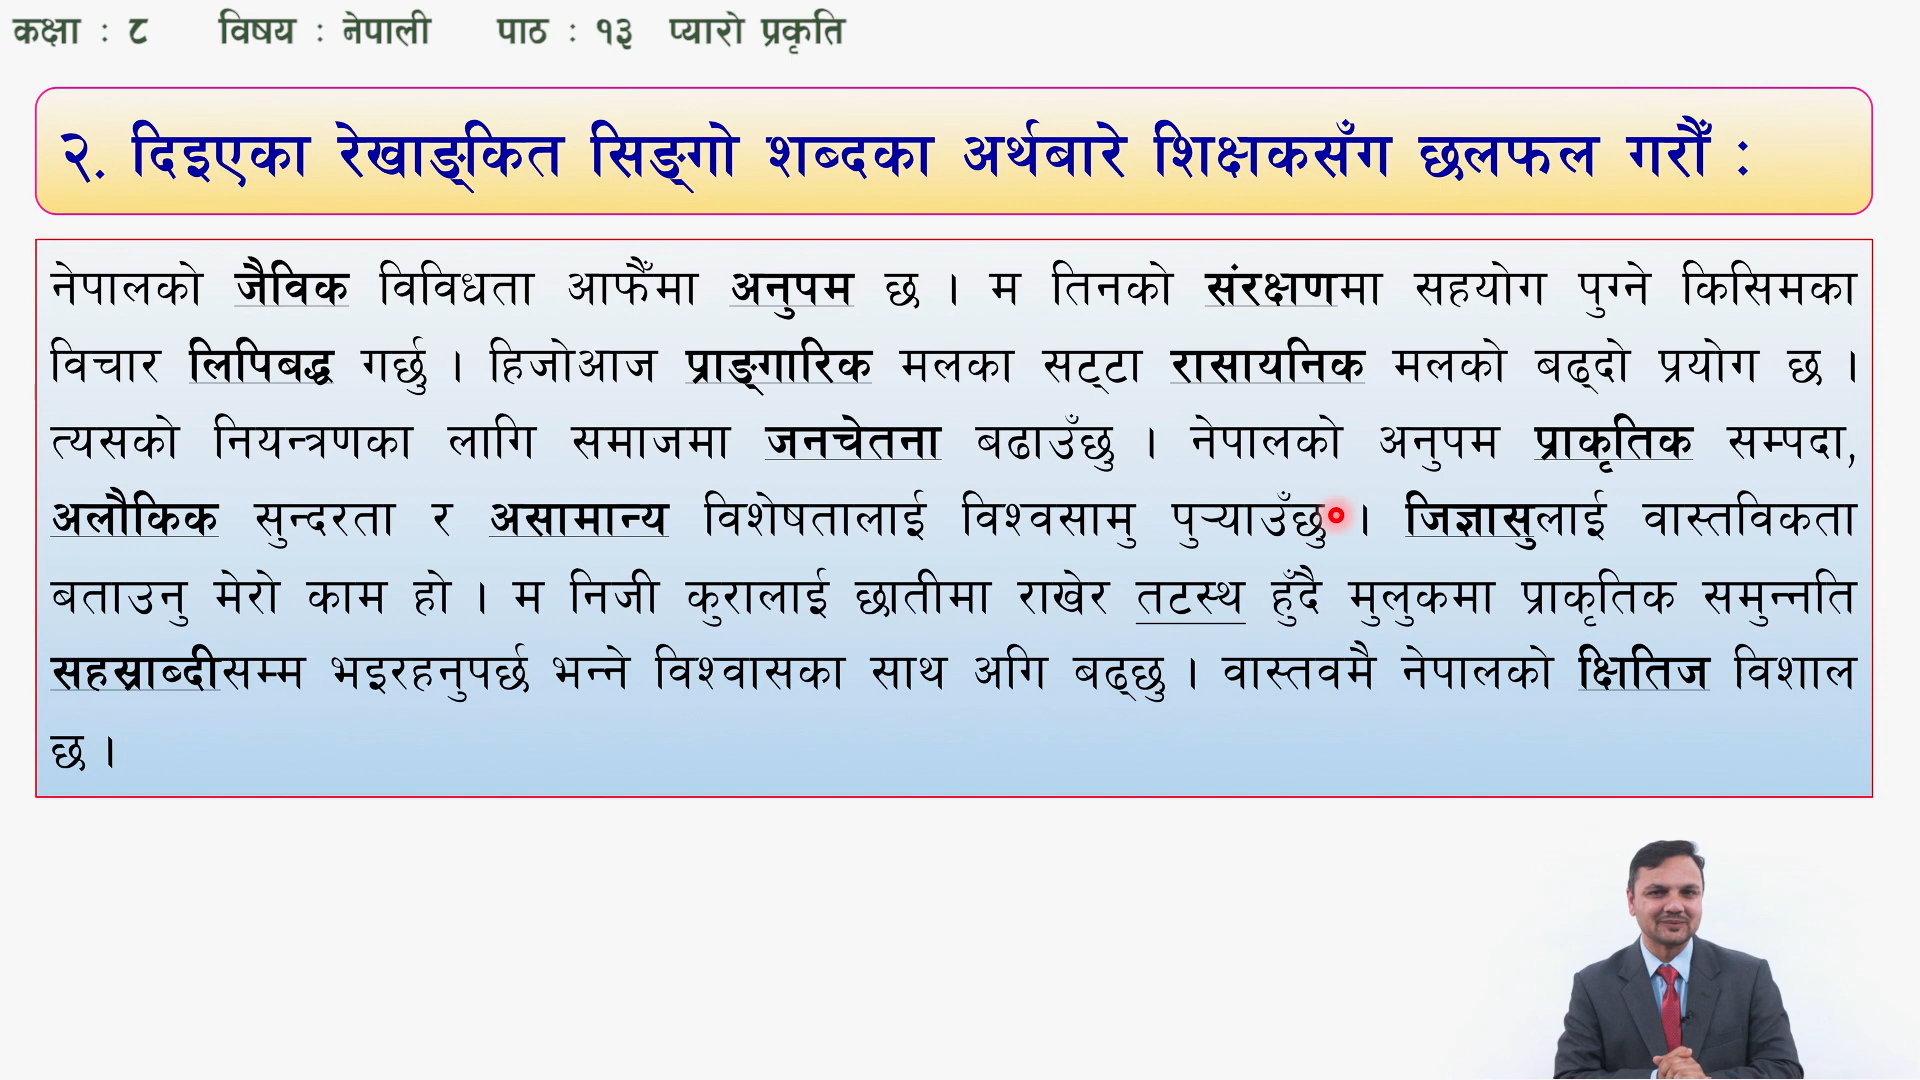 कक्षा : ८ विषय : नेपाली पाठ : १३ प्यारो प्रकृति
२. दिइएका रेखाङ्कित सिङ्गो शब्दका अर्थबारे शिक्षकसँग छलफल गरौँ :
नेपालको जैविक विविधता आफैँमा अनुपम छ । म तिनको संरक्षणमा सहयोग पुग्ने किसिमका
विचार लिपिबद्ध गर्छु । हिजोआज प्राङ्गारिक मलका सट्टा रासायनिक मलको बढ्दो प्रयोग छ ।
त्यसको नियन्त्रणका लागि समाजमा जनचेतना बढाउँछु । नेपालको अनुपम प्राकृतिक सम्पदा,
अलौकिक सुन्दरता र असामान्य विशेषतालाई विश्वसामु पुऱ्याउँछु । जिज्ञासुलाई वास्तविकता
बताउनु मेरो काम हो । म निजी कुरालाई छातीमा राखेर तटस्थ हुँदै मुलुकमा प्राकृतिक समुन्नति
सहस्राब्दीसम्म भइरहनुपर्छ भन्ने विश्वासका साथ अगि बढ्छु । वास्तवमै नेपालको क्षितिज विशाल
छ ।